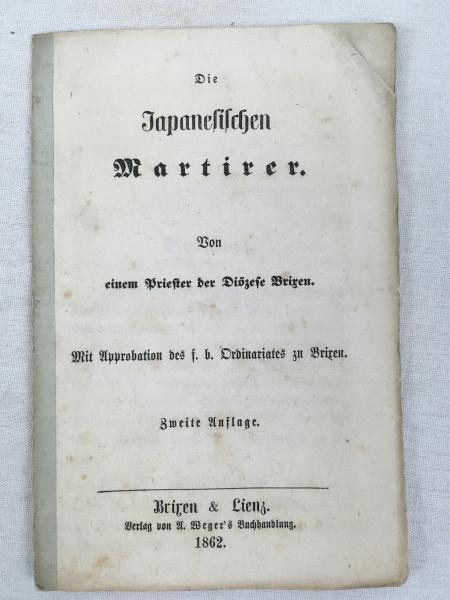 Die
Japanesischen
Martirer.
Von
einem Priester der Diözese Brixen.
Mit Approbation des f. b. Ordinariates zu Brixen.
Zweite Auflage.
Brixen & Lienz.
Verlag von A. Weger's Buchhandlung.
1862.